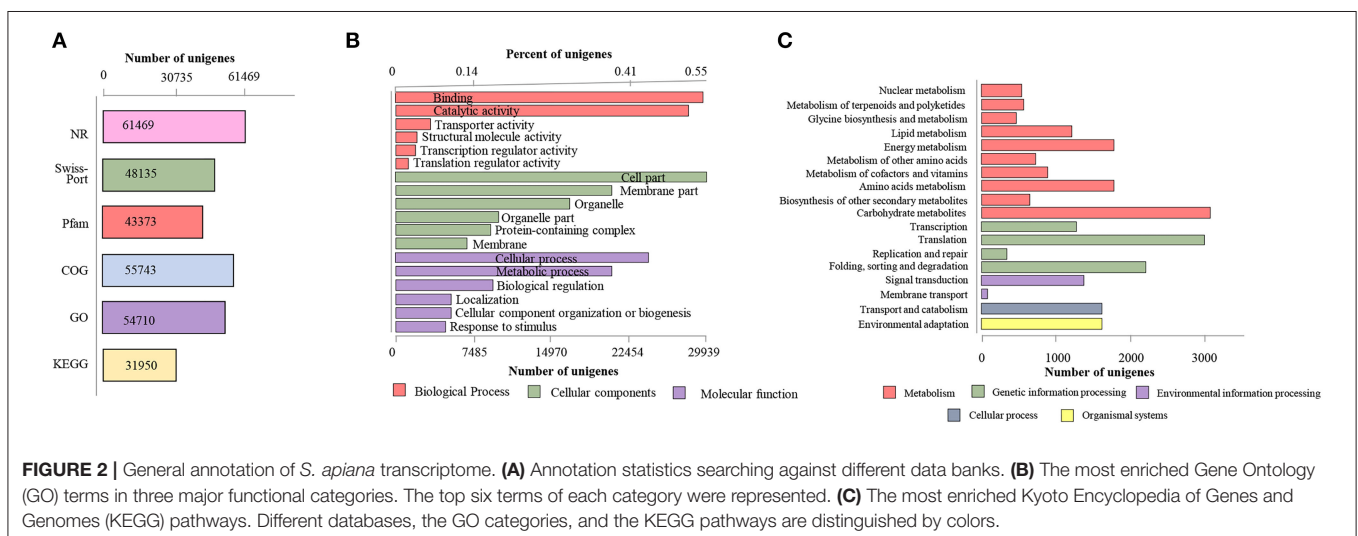 A
Number of unigenes
0 30735 61469
NR 61469
Swiss-
Port 48135
Pfam 43373
COG 55743
GO 54710
KEGG 31950
B
Percent of unigenes
0 0.14 0.41 0.55
Binding
Catalytic activity
Transporter activity
Structural molecule activity
Transcription regulator activity
Translation regulator activity
Cell part
Membrane part
Organelle
Organelle part
Protein-containing complex
Membrane
Cellular process
Metabolic process
Biological regulation
Localization
Cellular component organization or biogenesis
Response to stimulus
0 7485 14970 22454 29939
Number of unigenes
Biological Process Cellular components Molecular function
C
Nuclear metabolism
Metabolism of terpenoids and polyketides
Glycine biosynthesis and metabolism
Lipid metabolism
Energy metabolism
Metabolism of other amino acids
Metabolism of cofactors and vitamins
Amino acids metabolism
Biosynthesis of other secondary metabolites
Carbohydrate metabolites
Transcription
Translation
Replication and repair
Folding, sorting and degradation
Signal transduction
Membrane transport
Transport and catabolism
Environmental adaptation
0 1000 2000 3000
Number of unigenes
Metabolism Genetic information processing Environmental information processing
Cellular process Organismal systems
FIGURE 2 | General annotation of S. apiana transcriptome. (A) Annotation statistics searching against different data banks. (B) The most enriched Gene Ontology
(GO) terms in three major functional categories. The top six terms of each category were represented. (C) The most enriched Kyoto Encyclopedia of Genes and
Genomes (KEGG) pathways. Different databases, the GO categories, and the KEGG pathways are distinguished by colors.